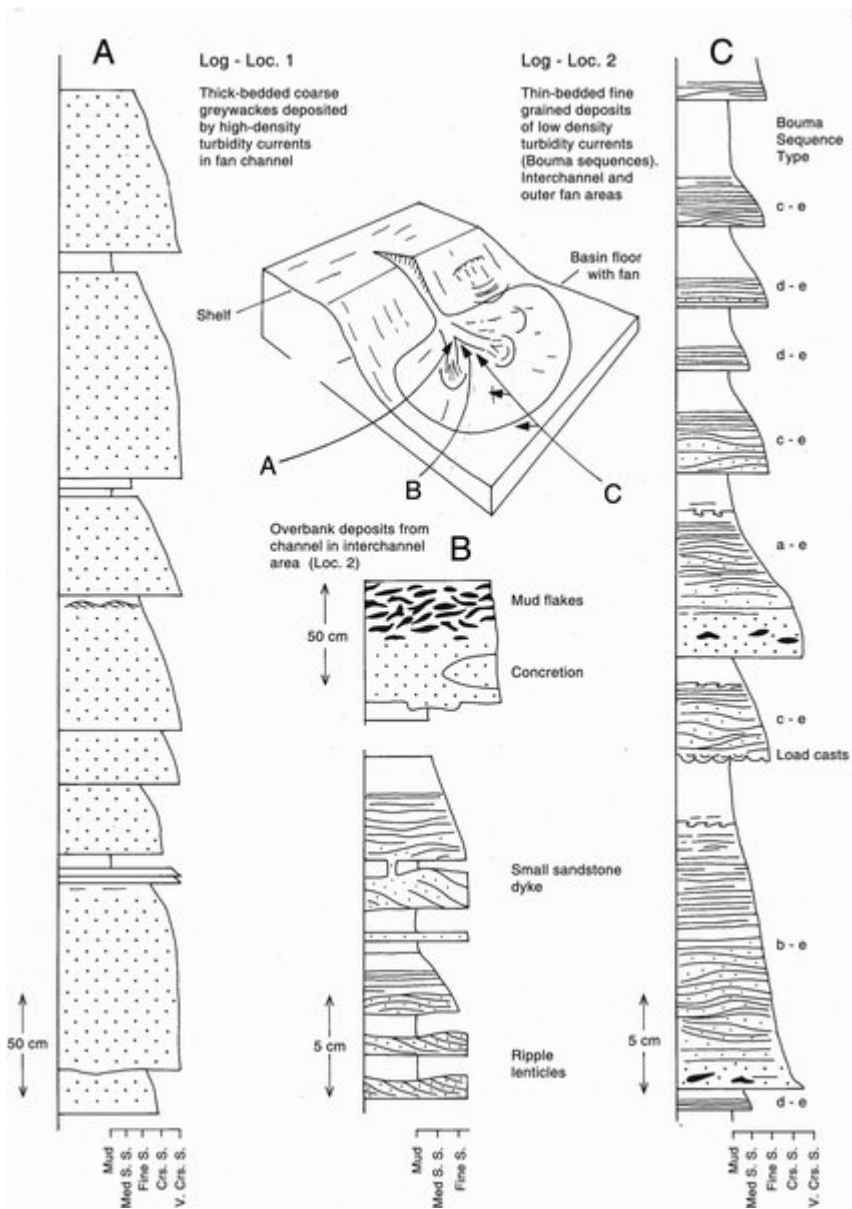 A
Log - Loc. 1
Thick-bedded coarse
greywackes deposited
by high-density
turbidity currents
in fan channel
Log - Loc. 2
Thin-bedded fine
grained deposits
of low density
turbidity currents
(Bouma sequences).
Interchannel and
outer fan areas
C
Bouma
Sequence
Type
c - e
d - e
d - e
c - e
a - e
c - e
Load casts
b - e
5 cm
d - e
Shelf
Basin floor
with fan
A
B
C
Overbank deposits from
channel in interchannel
area (Loc. 2)
B
50 cm
Mud flakes
Concretion
Small sandstone
dyke
5 cm
Ripple
lenticles
50 cm
Mud
Med S. S.
Fine S.
Crs. S.
V. Crs. S.
Mud
Med S. S.
Fine S.
Mud
Med S. S.
Fine S.
Crs. S.
V. Crs. S.